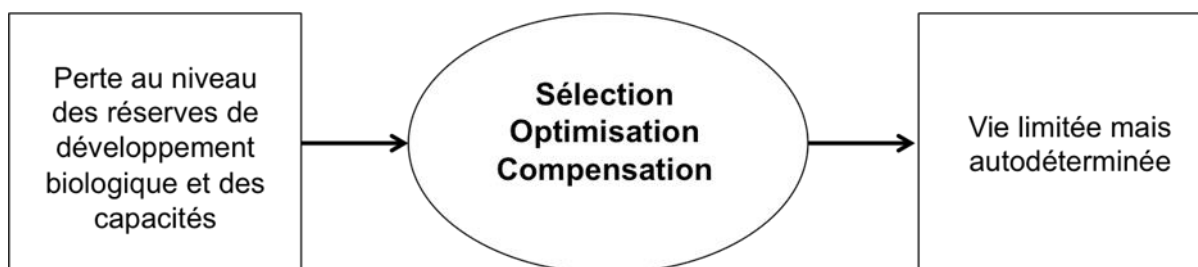 Perte au niveau
des réserves de
développement
biologique et des
capacités
Sélection
Optimisation
Compensation
Vie limitée mais
autodéterminée